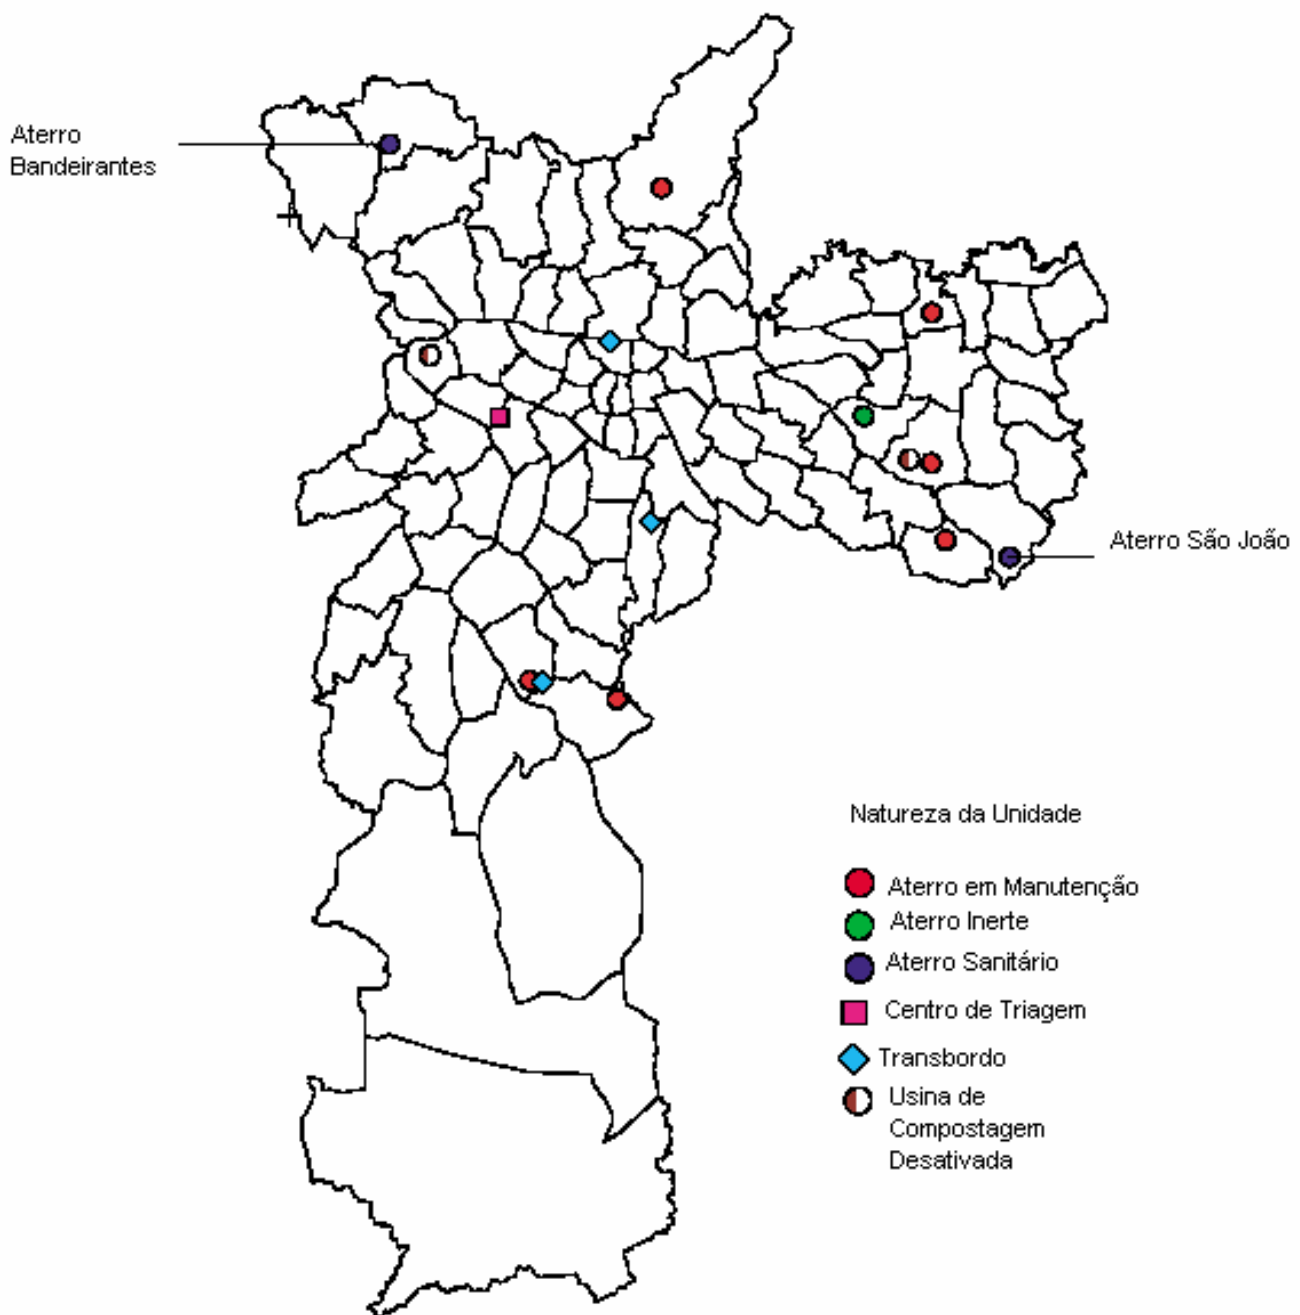 Aterro
Bandeirantes
Aterro São João
Natureza da Unidade
Aterro em Manutenção
Aterro Inerte
Aterro Sanitário
Centro de Triagem
Transbordo
Usina de
Compostagem
Desativada